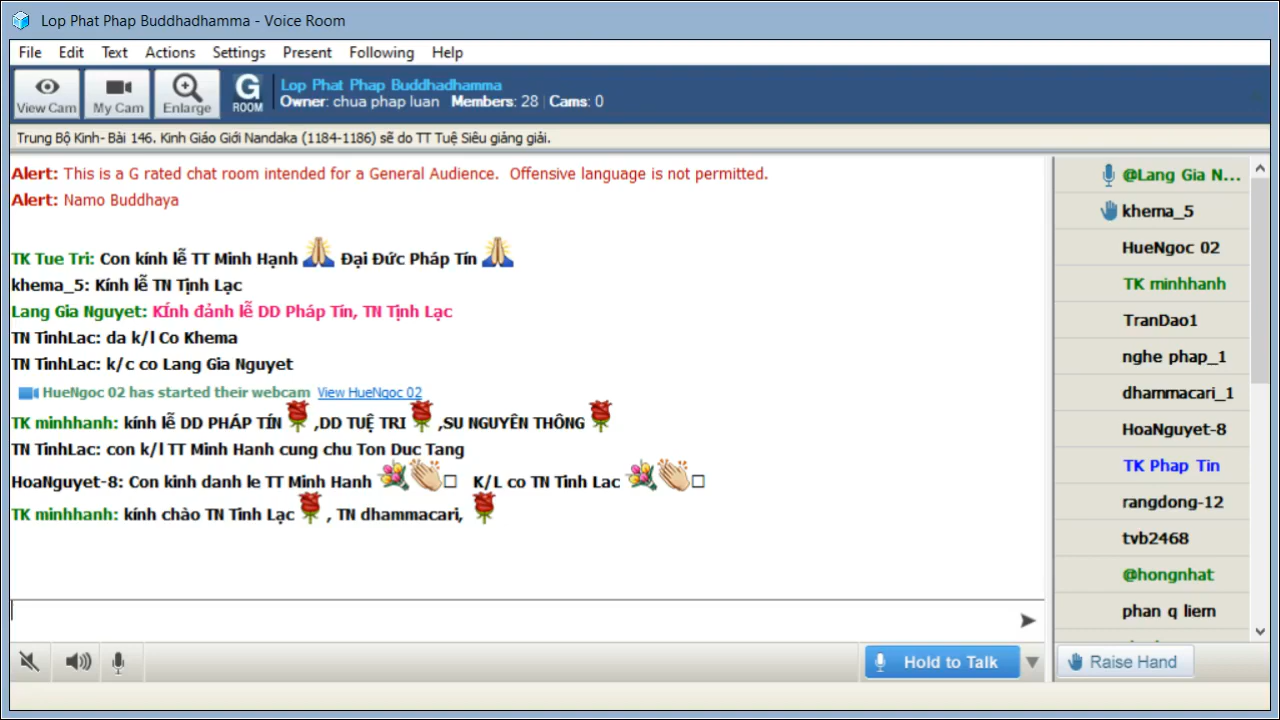 Lop Phat Phap Buddhadhamma - Voice Room
File Edit Text Actions Settings Present Following Help
View Cam My Cam Enlarge G ROOM
Lop Phat Phap Buddhadhamma
Owner: chua phap luan Members: 28 Cams: 0
Trung Bộ Kinh- Bài 146. Kinh Giáo Giới Nandaka (1184-1186) sẽ do TT Tuệ Siêu giảng giải.
Alert: This is a G rated chat room intended for a General Audience. Offensive language is not permitted.
Alert: Namo Buddhaya
TK Tue Tri: Con kính lễ TT Minh Hạnh Đại Đức Pháp Tín
khema_5: Kính lễ TN Tịnh Lạc
Lang Gia Nguyet: KÍnh đảnh lễ DD Pháp Tín, TN Tịnh Lạc
TN TinhLac: da k/l Co Khema
TN TinhLac: k/c co Lang Gia Nguyet
HueNgoc 02 has started their webcam View HueNgoc 02
TK minhhanh: kính lễ DD PHÁP TÍN ,DD TUỆ TRI ,SU NGUYÊN THÔNG
TN TinhLac: con k/l TT Minh Hanh cung chu Ton Duc Tang
HoaNguyet-8: Con kinh danh le TT Minh Hanh K/L co TN Tinh Lac
TK minhhanh: kính chào TN Tinh Lạc , TN dhammacari,
@Lang Gia N...
khema_5
HueNgoc 02
TK minhhanh
TranDao1
nghe phap_1
dhammacari_1
HoaNguyet-8
TK Phap Tin
rangdong-12
tvb2468
@hongnhat
phan q liem
Hold to Talk
Raise Hand